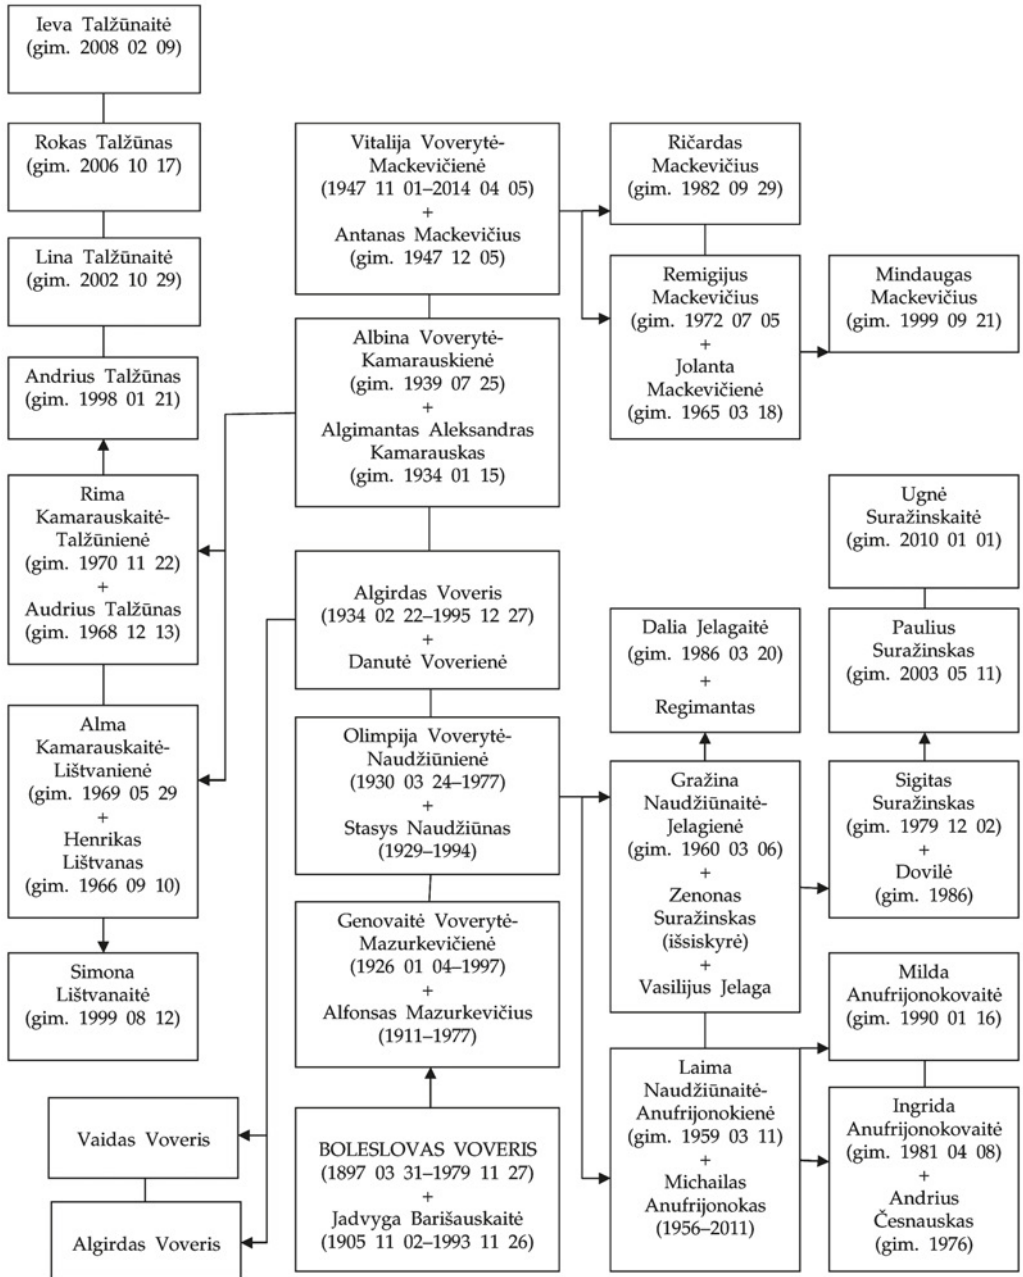 Ieva Talžūnaitė
(gim. 2008 02 09)
Rokas Talžūnas
(gim. 2006 10 17)
Lina Talžūnaitė
(gim. 2002 10 29)
Andrius Talžūnas
(gim. 1998 01 21)
Rima
Kamarauskaitė-
Talžūnienė
(gim. 1970 11 22)
+
Audrius Talžūnas
(gim. 1968 12 13)
Alma
Kamarauskaitė-
Lištvanienė
(gim. 1969 05 29
+
Henrikas
Lištvanas
(gim. 1966 09 10)
Simona
Lištvanaitė
(gim. 1999 08 12)
Vaidas Voveris
Algirdas Voveris
Vitalija Voverytė-
Mackevičienė
(1947 11 01–2014 04 05)
+
Antanas Mackevičius
(gim. 1947 12 05)
Albina Voverytė-
Kamarauskienė
(gim. 1939 07 25)
+
Algimantas Aleksandras
Kamarauskas
(gim. 1934 01 15)
Algirdas Voveris
(1934 02 22–1995 12 27)
+
Danutė Voverienė
Olimpija Voverytė-
Naudžiūnienė
(1930 03 24–1977)
+
Stasys Naudžiūnas
(1929–1994)
Genovaitė Voverytė-
Mazurkevičienė
(1926 01 04–1997)
+
Alfonsas Mazurkevičius
(1911–1977)
BOLESLOVAS VOVERIS
(1897 03 31–1979 11 27)
+
Jadvyga Barišauskaitė
(1905 11 02–1993 11 26)
Ričardas
Mackevičius
(gim. 1982 09 29)
Remigijus
Mackevičius
(gim. 1972 07 05
+
Jolanta
Mackevičienė
(gim. 1965 03 18)
Dalia Jelagaitė
(gim. 1986 03 20)
+
Regimantas
Gražina
Naudžiūnaitė-
Jelagienė
(gim. 1960 03 06)
+
Zenonas
Suražinskas
(išsiskyrė)
+
Vasilijus Jelaga
Laima
Naudžiūnaitė-
Anufrijonokienė
(gim. 1959 03 11)
+
Michailas
Anufrijonokas
(1956–2011)
Mindaugas
Mackevičius
(gim. 1999 09 21)
Ugnė
Suražinskaitė
(gim. 2010 01 01)
Paulius
Suražinskas
(gim. 2003 05 11)
Sigitas
Suražinskas
(gim. 1979 12 02)
+
Dovilė
(gim. 1986)
Milda
Anufrijonokovaitė
(gim. 1990 01 16)
Ingrida
Anufrijonokovaitė
(gim. 1981 04 08)
+
Andrius
Česnauskas
(gim. 1976)